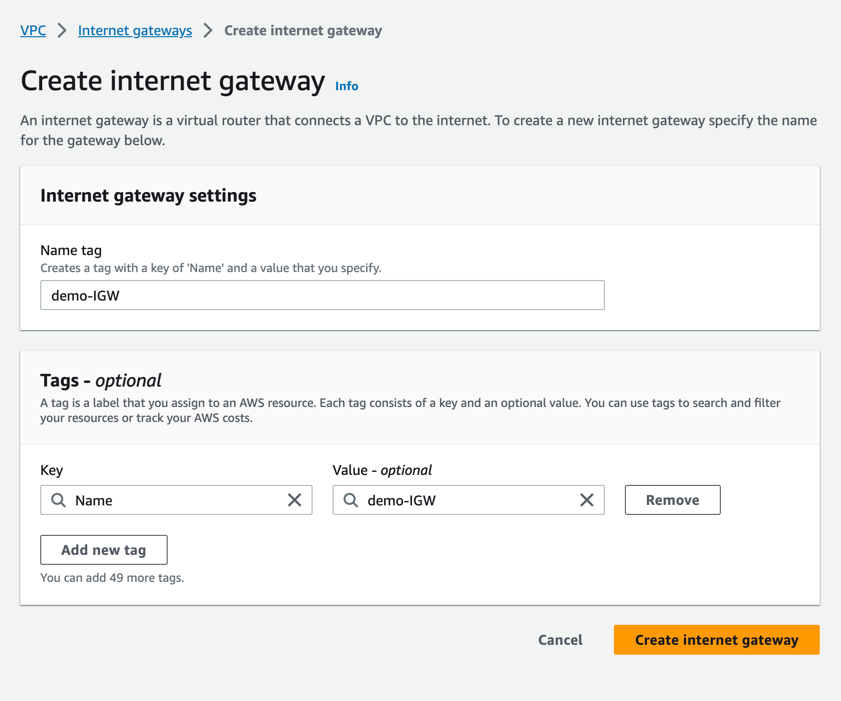 VPC > Internet gateways > Create internet gateway
Create internet gateway Info
An internet gateway is a virtual router that connects a VPC to the internet. To create a new internet gateway specify the name
for the gateway below.
Internet gateway settings
Name tag
Creates a tag with a key of 'Name' and a value that you specify.
demo-IGW
Tags - optional
A tag is a label that you assign to an AWS resource. Each tag consists of a key and an optional value. You can use tags to search and filter
your resources or track your AWS costs.
Key Value - optional
Name demo-IGW Remove
Add new tag
You can add 49 more tags.
Cancel Create internet gateway